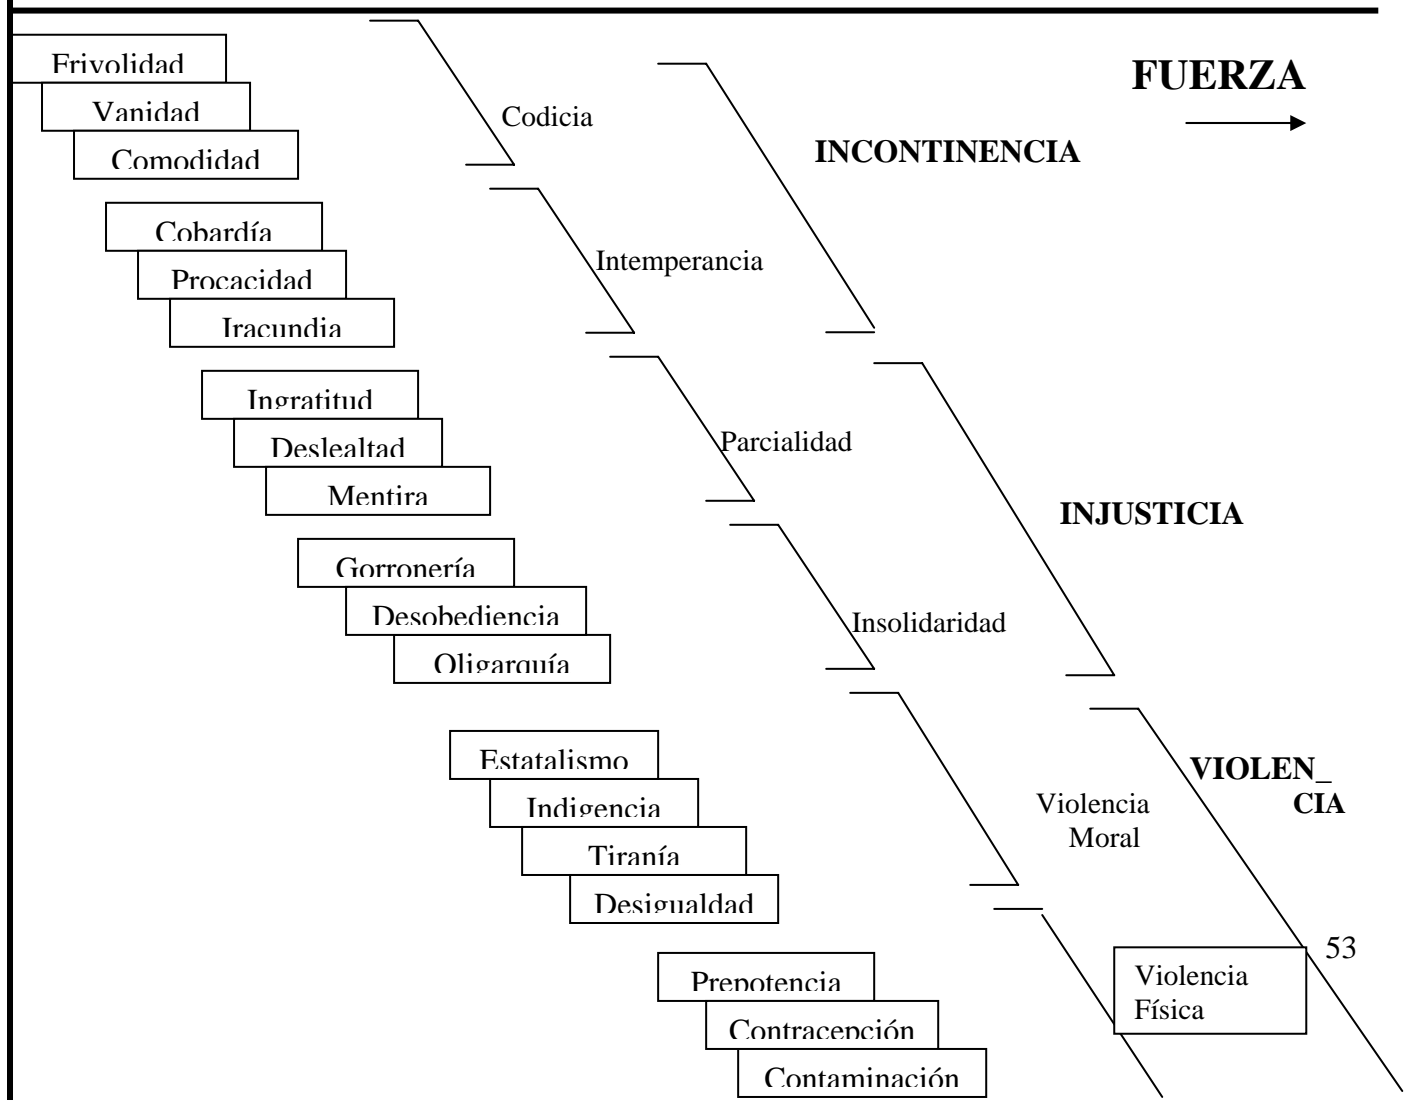 FUERZA
Frivolidad
Vanidad
Comodidad
Codicia
INCONTINENCIA
Cobardía
Procacidad
Iracundia
Intemperancia
Ingratitud
Deslealtad
Mentira
Parcialidad
INJUSTICIA
Gorronería
Desobediencia
Oligarquía
Insolidaridad
Estatalismo
Indigencia
Tiranía
Desigualdad
Violencia
Moral
VIOLEN_
CIA
Prepotencia
Contracepción
Contaminación
Violencia
Física
53